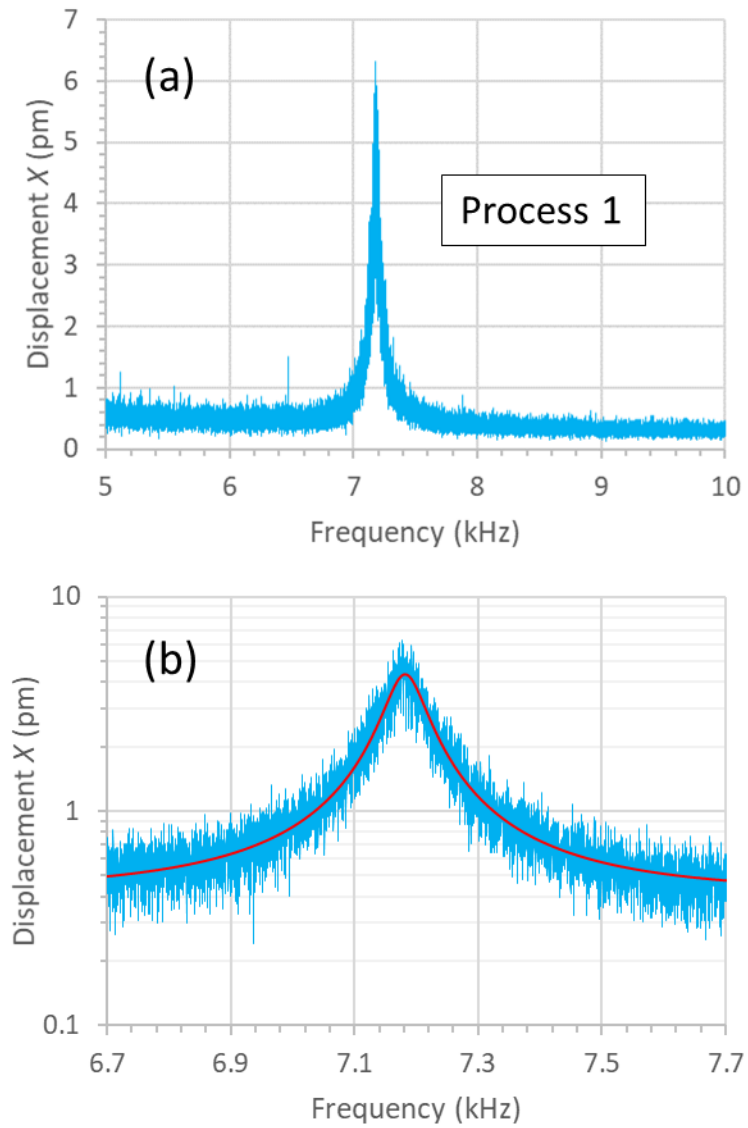 7
6
5
4
3
2
1
0
Displacement X (pm)
(a)
Process 1
5 6 7 8 9 10
Frequency (kHz)
10
1
0.1
Displacement X (pm)
(b)
6.7 6.9 7.1 7.3 7.5 7.7
Frequency (kHz)